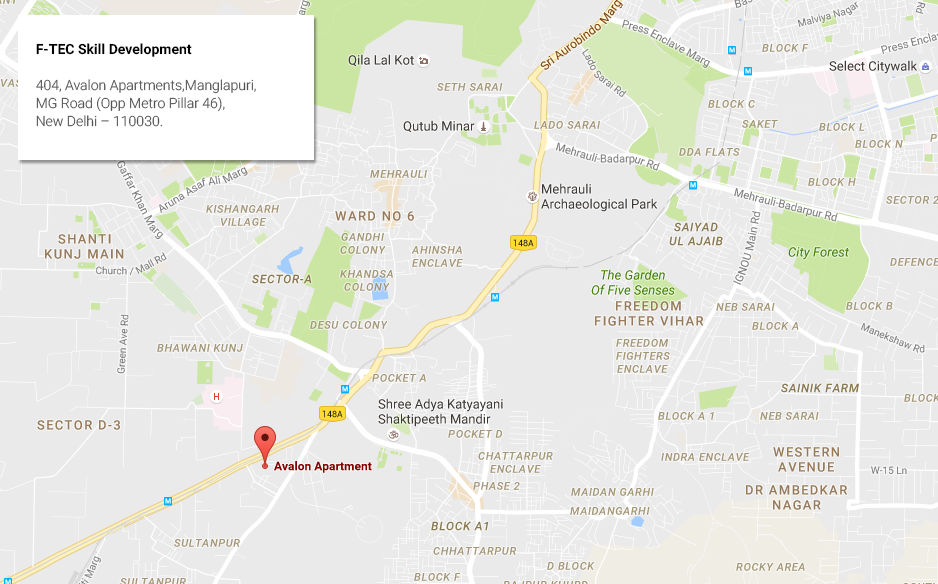 F-TEC Skill Development
404, Avalon Apartments,Manglapuri,
MG Road (Opp Metro Pillar 46),
New Delhi – 110030.
Sri Aurobindo Marg
Press Enclave Marg
Malviya Nagar
BLOCK F
Press Enclave
Qila Lal Kot
Select Citywalk
Lado Sarai Rd
SETH SARAI
BLOCK C
Qutub Minar
LADO SARAI
SAKET
BLOCK L
BLOCK N
Mehrauli-Badarpur Rd
DDA FLATS
Gaffar Khan Marg
Aruna Asaf Ali Marg
MEHRAULI
BLOCK H
Mehrauli
Archaeological Park
Mehrauli-Badarpur Rd
SECTOR 2
KISHANGARH
VILLAGE
WARD NO 6
SAIYAD
UL AJAIB
IGNOU Main Rd
SHANTI
KUNJ MAIN
GANDHI
COLONY
AHINSHA
ENCLAVE
148A
City Forest
Church / Mall Rd
SECTOR-A
KHANDSA
COLONY
The Garden
Of Five Senses
DEFENCE
FREEDOM
FIGHTER VIHAR
NEB SARAI
BLOCK B
DESU COLONY
BLOCK A
Manekshaw Rd
Green Ave Rd
BHAWANI KUNJ
FREEDOM
FIGHTERS
ENCLAVE
POCKET A
SAINIK FARM
H
Shree Adya Katyayani
Shaktipeeth Mandir
148A
BLOCK A 1
NEB SARAI
BLOCK
SECTOR D-3
POCKET D
Avalon Apartment
CHATTARPUR
ENCLAVE
INDRA ENCLAVE
WESTERN
AVENUE
W-15 Ln
PHASE 2
MAIDAN GARHI
DR AMBEDKAR
NAGAR
MAIDANGARHI
BLOCK A1
SULTANPUR
CHHATTARPUR
D BLOCK
ROCKY AREA
SULTANPUR
BLOCK F